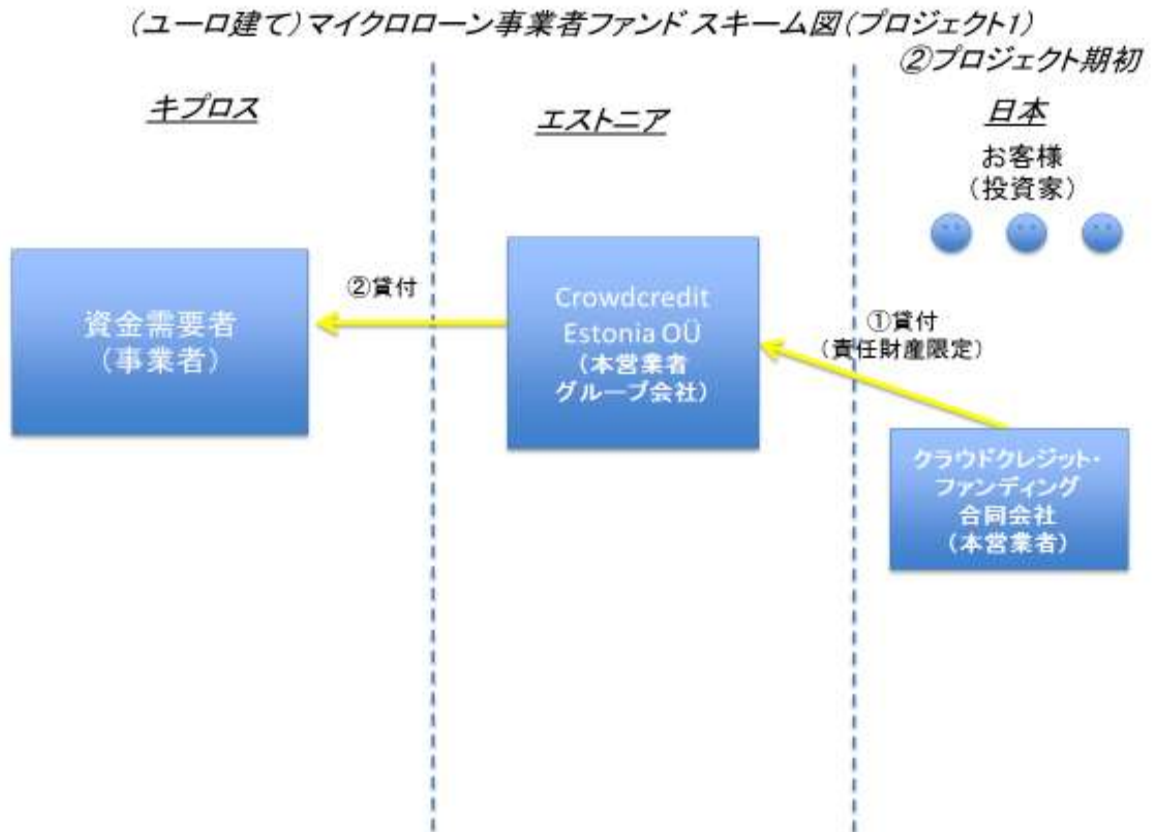 (ユーロ建て)マイクロローン事業者ファンド スキーム図(プロジェクト1)
②プロジェクト期初
キプロス
エストニア
日本
お客様
(投資家)
資金需要者
(事業者)
②貸付
Crowdcredit
Estonia OÜ
(本営業者
グループ会社)
①貸付
(責任財産限定)
クラウドクレジット・
ファンディング
合同会社
(本営業者)